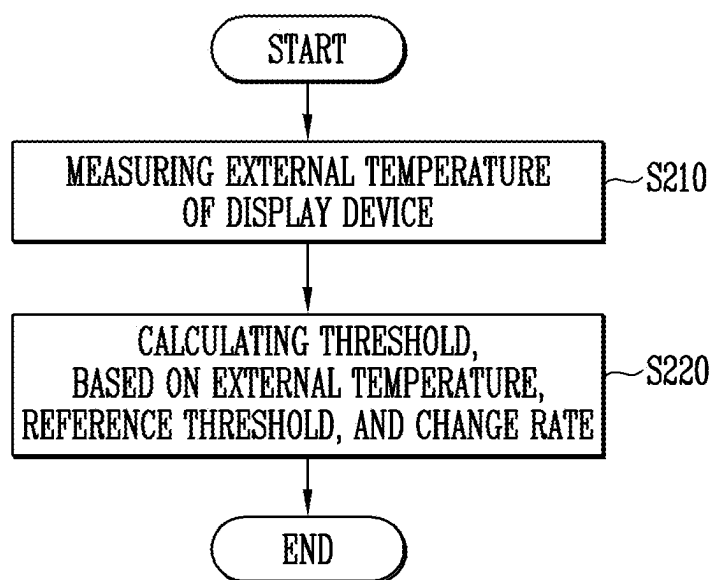 START
MEASURING EXTERNAL TEMPERATURE
OF DISPLAY DEVICE
S210
CALCULATING THRESHOLD,
BASED ON EXTERNAL TEMPERATURE,
REFERENCE THRESHOLD, AND CHANGE RATE
S220
END